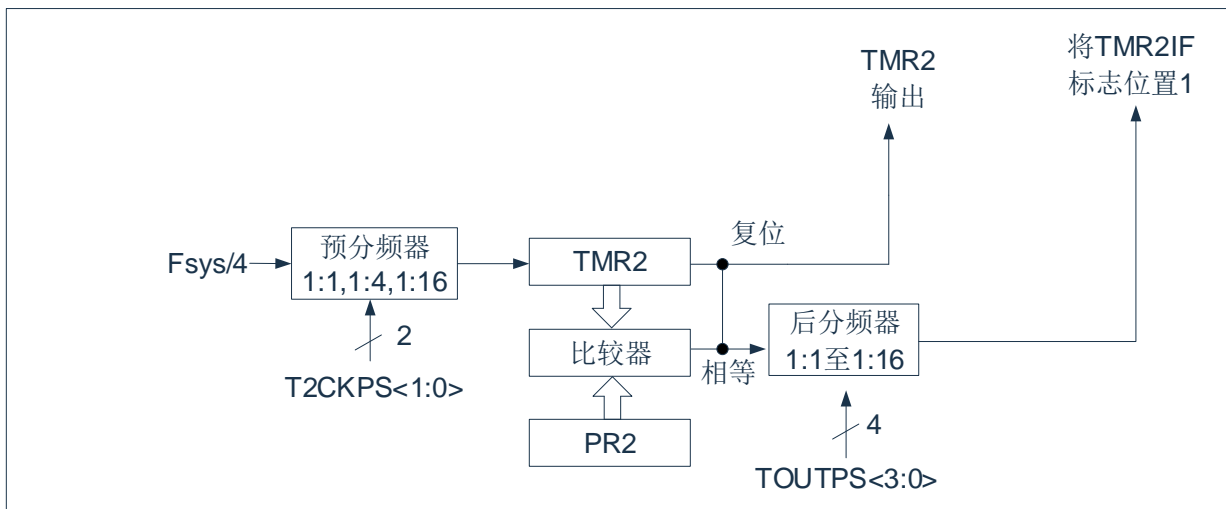 TMR2
输出
将TMR2IF
标志位置1
复位
Fsys/4
预分频器
1:1,1:4,1:16
TMR2
2
T2CKPS<1:0>
比较器
相等
后分频器
1:1至1:16
PR2
4
TOUTPS<3:0>